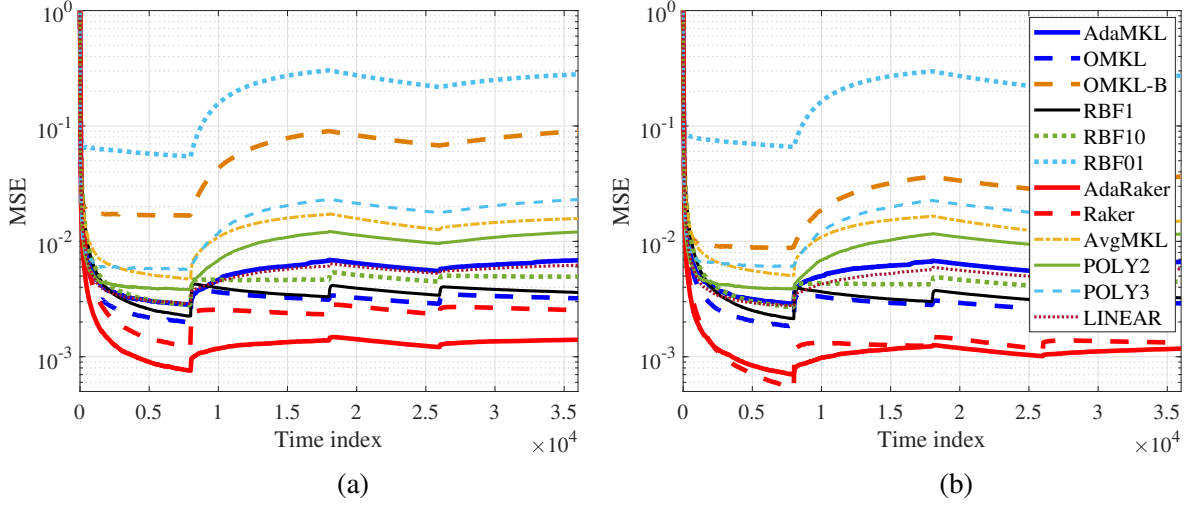 10^0
10^-1
10^-2
10^-3
MSE
0 0.5 1 1.5 2 2.5 3 3.5
Time index
×10^4
(a)
10^0
10^-1
10^-2
10^-3
MSE
0 0.5 1 1.5 2 2.5 3 3.5
Time index
×10^4
(b)
AdaMKL
OMKL
OMKL-B
RBF1
RBF10
RBF01
AdaRaker
Raker
AvgMKL
POLY2
POLY3
LINEAR